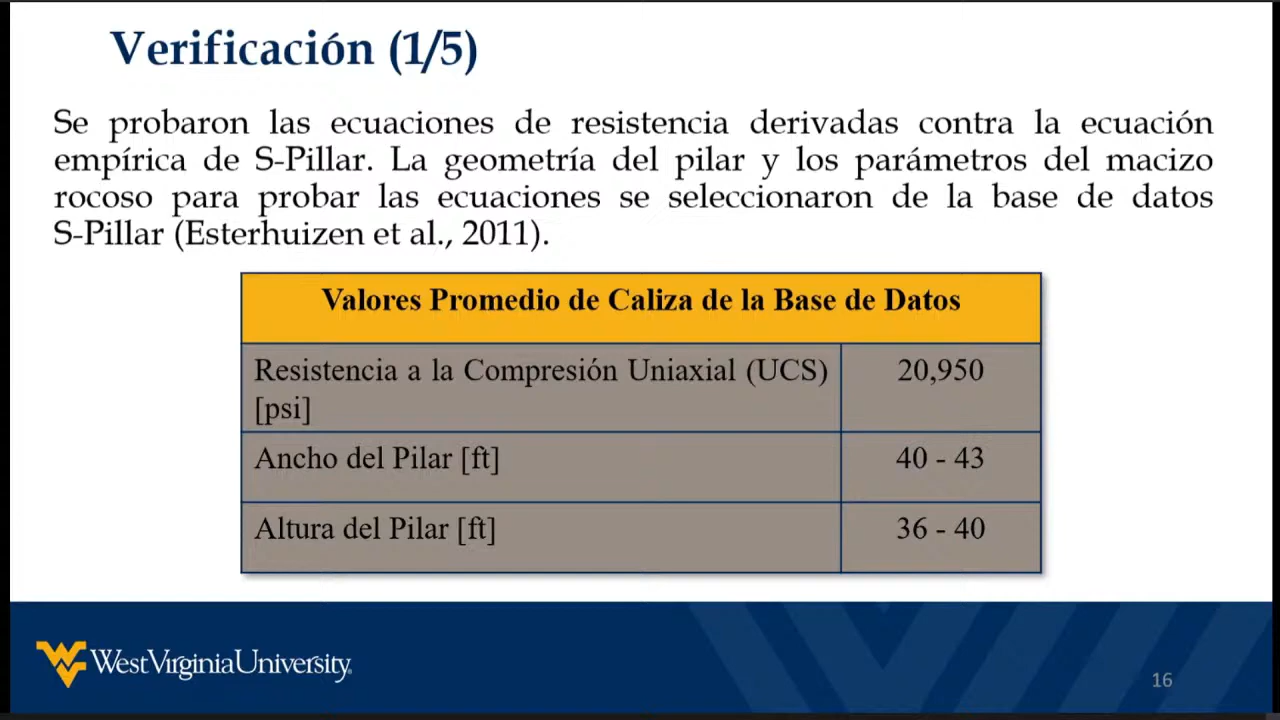 Verificación (1/5)
Se probaron las ecuaciones de resistencia derivadas contra la ecuación
empírica de S-Pillar. La geometría del pilar y los parámetros del macizo
rocoso para probar las ecuaciones se seleccionaron de la base de datos
S-Pillar (Esterhuizen et al., 2011).
Valores Promedio de Caliza de la Base de Datos
Resistencia a la Compresión Uniaxial (UCS)
[psi]
20,950
Ancho del Pilar [ft]
40 - 43
Altura del Pilar [ft]
36 - 40
WestVirginiaUniversity.
16